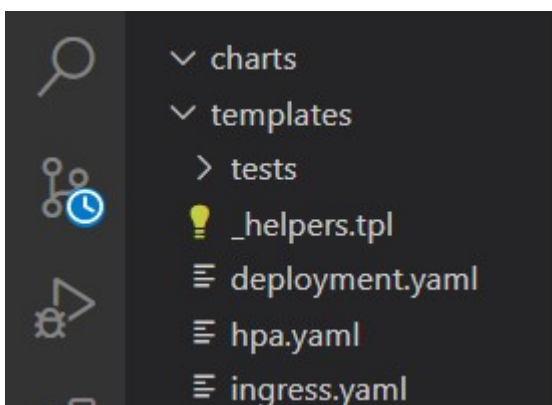 charts
templates
tests
_helpers.tpl
deployment.yaml
hpa.yaml
ingress.yaml